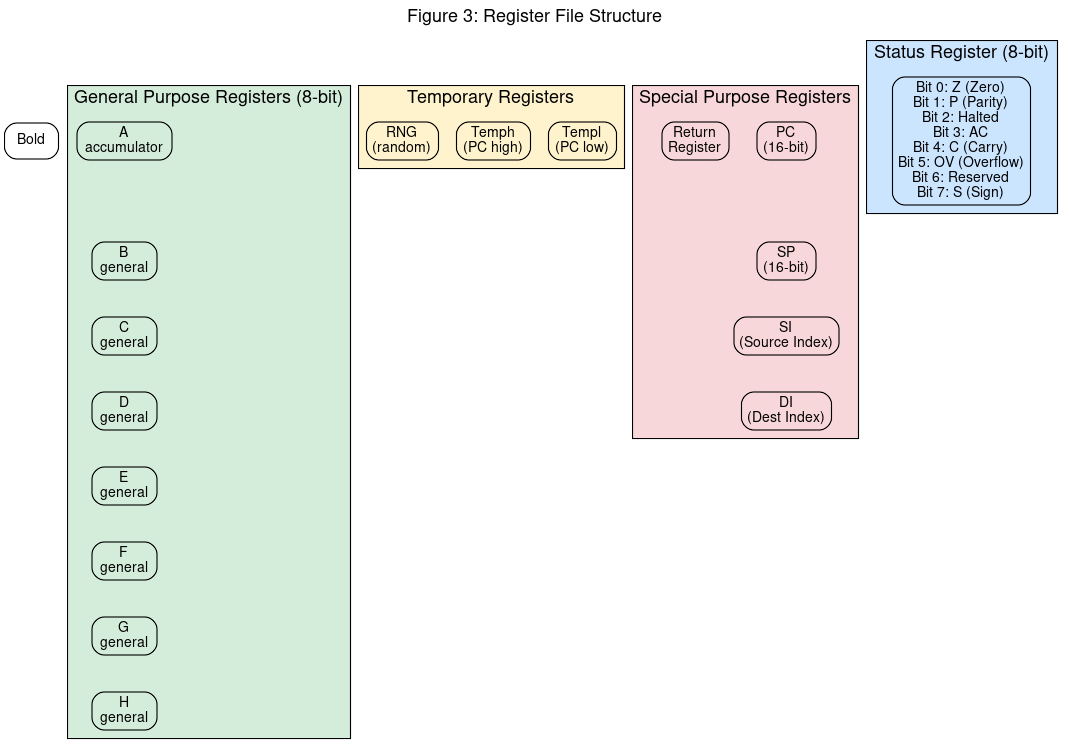 Figure 3: Register File Structure
Bold
General Purpose Registers (8-bit)
A
accumulator
B
general
C
general
D
general
E
general
F
general
G
general
H
general
Temporary Registers
RNG
(random)
Temph
(PC high)
Templ
(PC low)
Special Purpose Registers
Return
Register
PC
(16-bit)
SP
(16-bit)
SI
(Source Index)
DI
(Dest Index)
Status Register (8-bit)
Bit 0: Z (Zero)
Bit 1: P (Parity)
Bit 2: Halted
Bit 3: AC
Bit 4: C (Carry)
Bit 5: OV (Overflow)
Bit 6: Reserved
Bit 7: S (Sign)